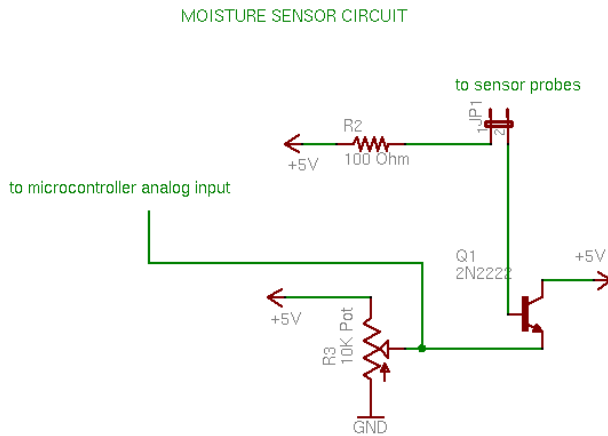 MOISTURE SENSOR CIRCUIT
to sensor probes
JP1
1
2
R2
+5V
100 Ohm
to microcontroller analog input
Q1
2N2222
+5V
+5V
R3
10K Pot
GND